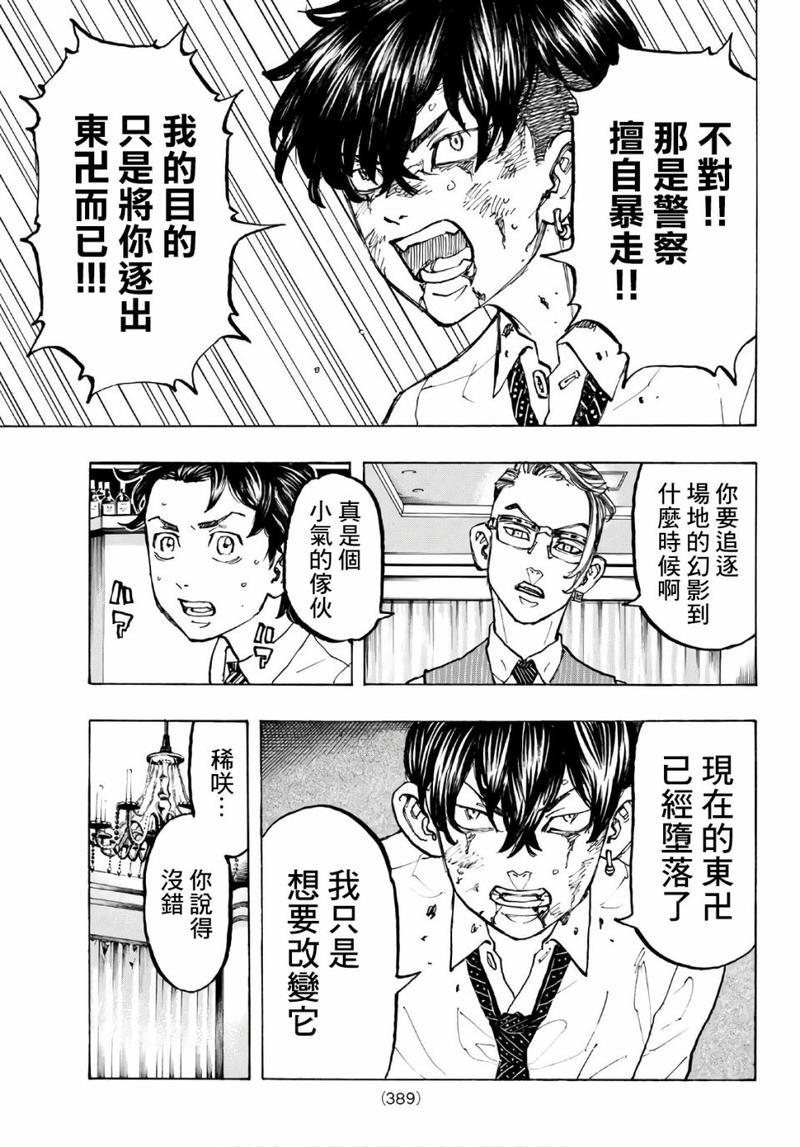 不對!!
那是警察
擅自暴走!!
我的目的
只是將你逐出
東卍而已!!!
你要追逐
場地的幻影到
什麼時候啊
真是個
小氣的傢伙
ハァ
ハァ
現在的東卍
已經墮落了
我只是
想要改變它
稀咲…
你說得
沒錯
(389)